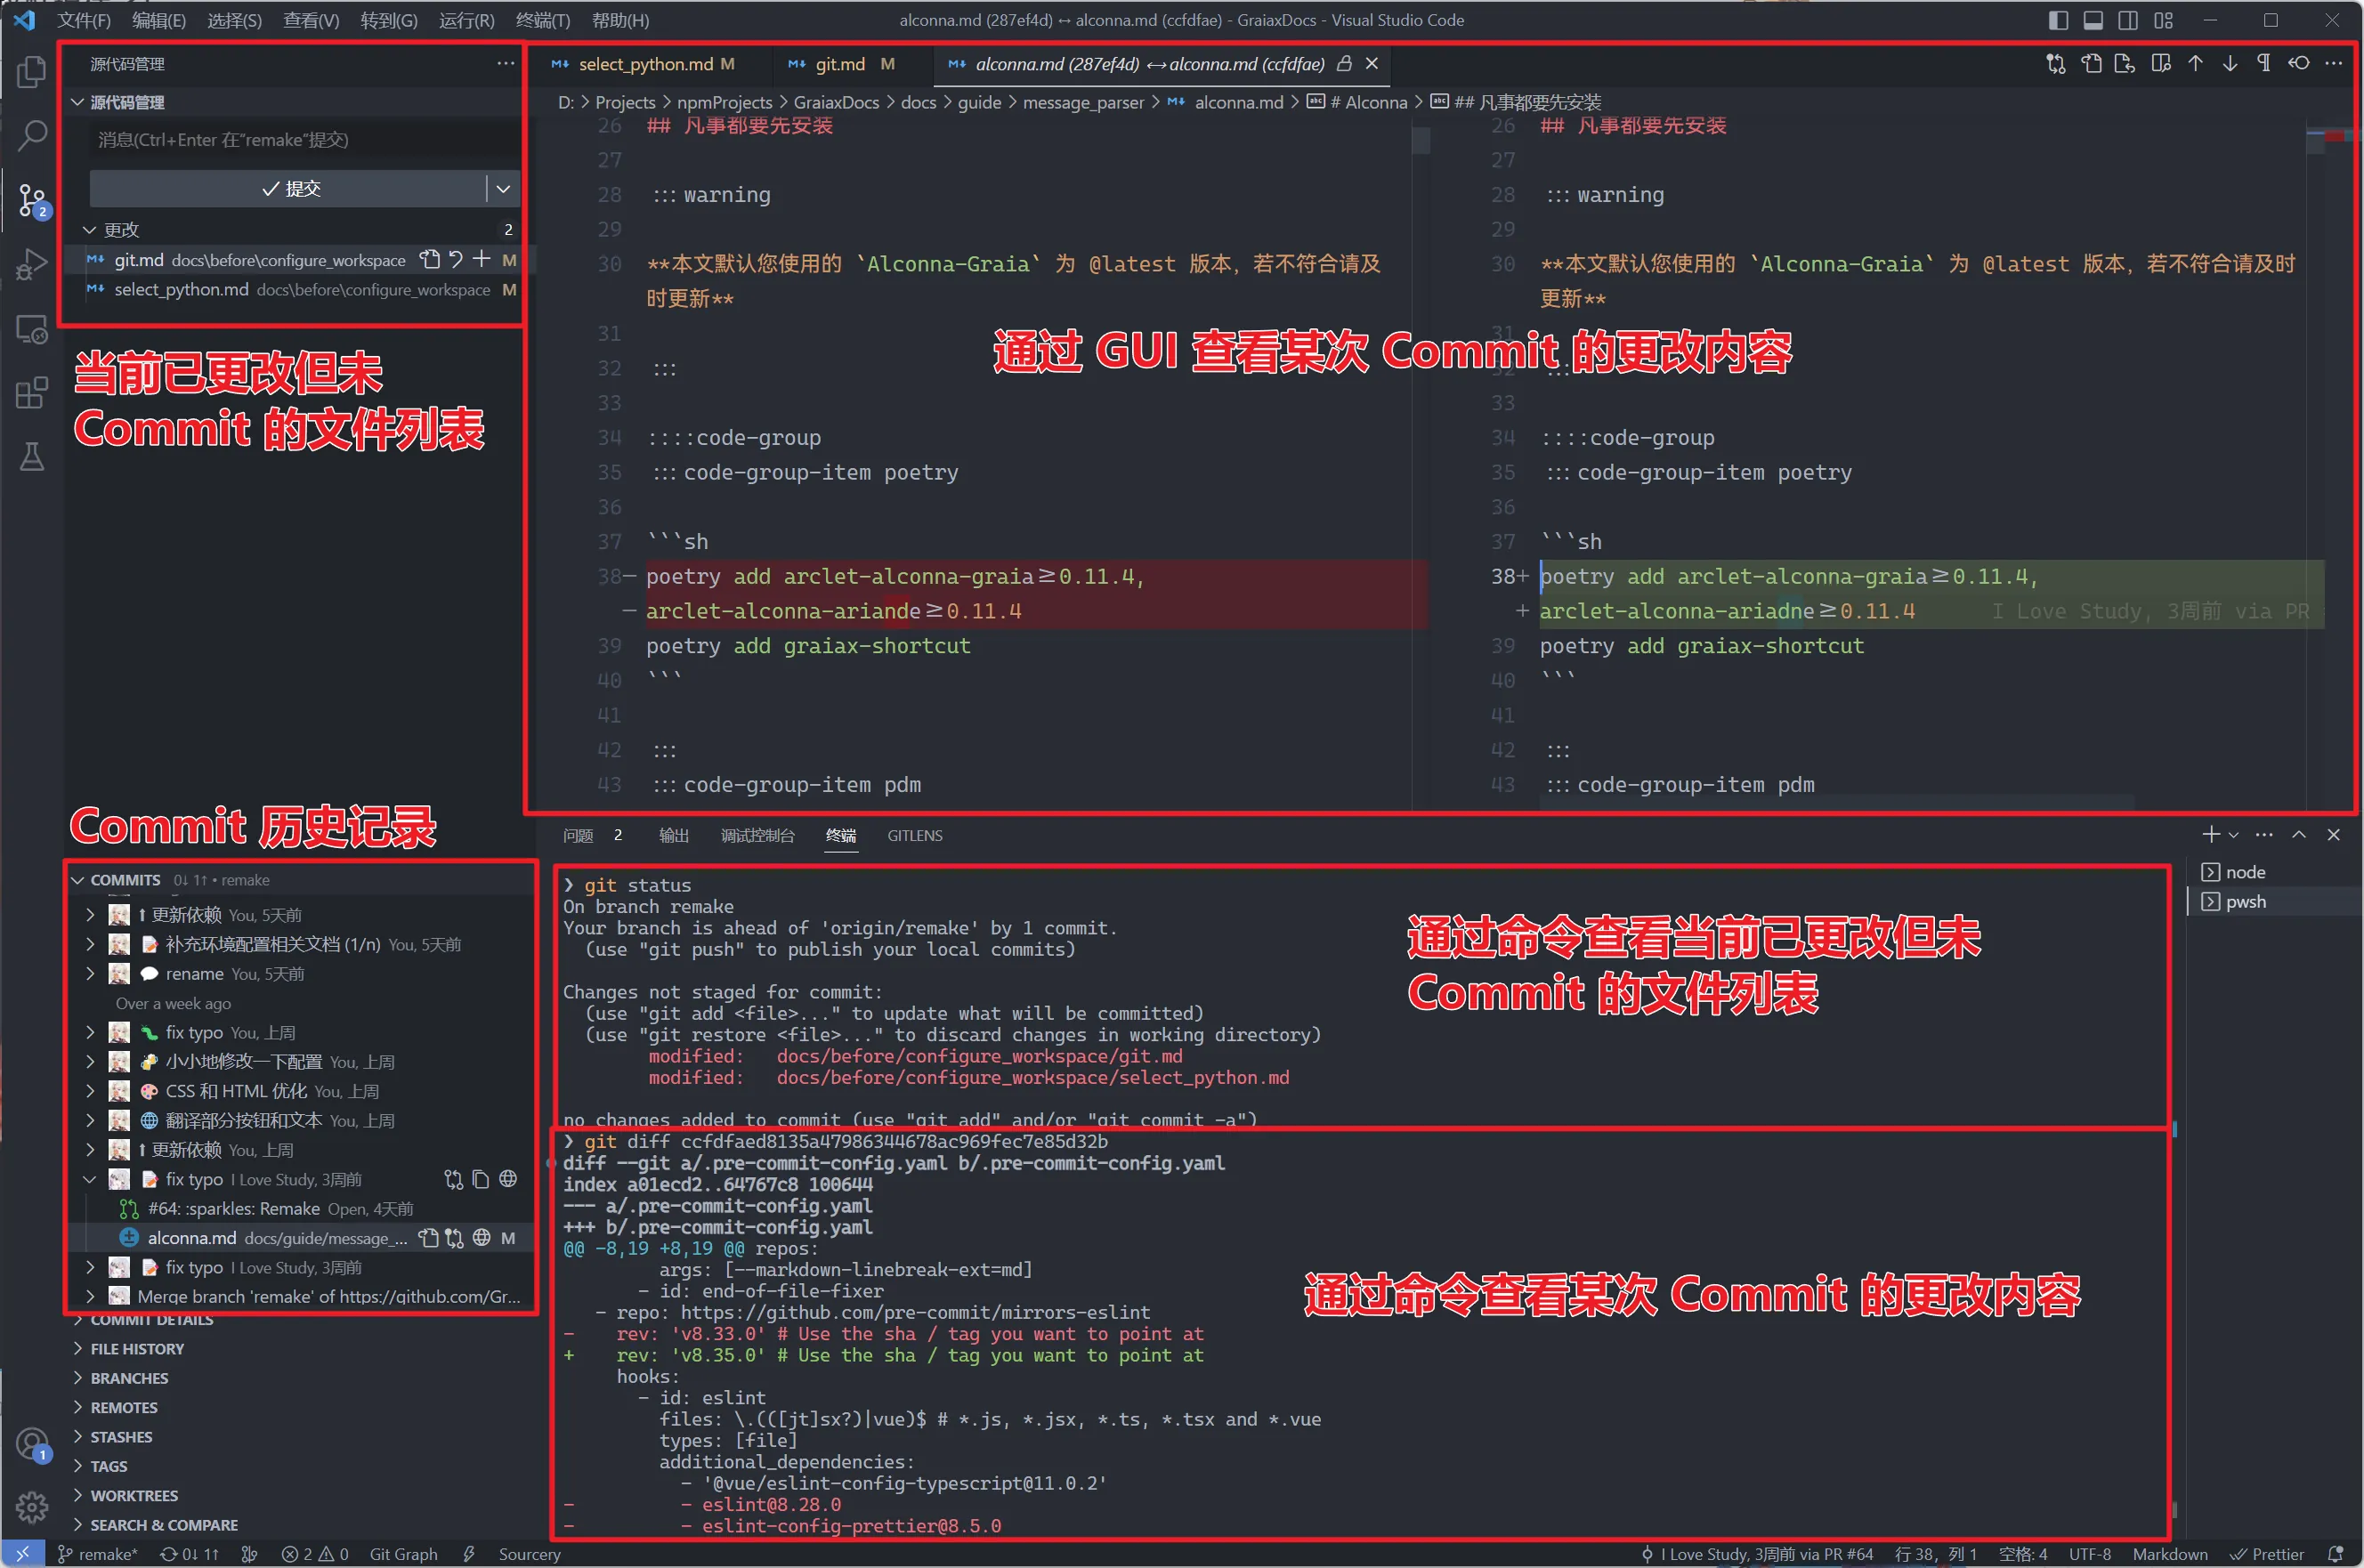 文件(F) 编辑(E) 选择(S) 查看(V) 转到(G) 运行(R) 终端(T) 帮助(H)
alconna.md (287ef4d) ↔ alconna.md (ccfdfae) - GraiaxDocs - Visual Studio Code
源代码管理
源代码管理
消息(Ctrl+Enter 在“remake”提交)
提交
更改 2
git.md docs\before\configure_workspace M
select_python.md docs\before\configure_workspace M
2
当前已更改但未
Commit 的文件列表
select_python.md M
git.md M
alconna.md (287ef4d) ↔ alconna.md (ccfdfae)
D: > Projects > npmProjects > GraiaxDocs > docs > guide > message_parser > alconna.md > # Alconna > ## 凡事都要先安装
26 ## 凡事都要先安装
27
28 :::warning
29
30 **本文默认您使用的 `Alconna-Graia` 为 @latest 版本，若不符合请及
时更新**
31
32 :::
33
34 ::::code-group
35 :::code-group-item poetry
36
37 ```sh
38— poetry add arclet-alconna-graia≥0.11.4,
— arclet-alconna-ariande≥0.11.4
39 poetry add graiax-shortcut
40 ```
41
42 :::
43 :::code-group-item pdm
26 ## 凡事都要先安装
27
28 :::warning
29
30 **本文默认您使用的 `Alconna-Graia` 为 @latest 版本，若不符合请及时
更新**
31
32 :::
33
34 ::::code-group
35 :::code-group-item poetry
36
37 ```sh
38+ poetry add arclet-alconna-graia≥0.11.4,
+ arclet-alconna-ariadne≥0.11.4 I Love Study, 3周前 via PR
39 poetry add graiax-shortcut
40 ```
41
42 :::
43 :::code-group-item pdm
通过 GUI 查看某次 Commit 的更改内容
Commit 历史记录
COMMITS 0↓ 1↑ • remake
更新依赖 You, 5天前
补充环境配置相关文档 (1/n) You, 5天前
rename You, 5天前
Over a week ago
fix typo You, 上周
小小地修改一下配置 You, 上周
CSS 和 HTML 优化 You, 上周
翻译部分按钮和文本 You, 上周
更新依赖 You, 上周
fix typo I Love Study, 3周前
#64: :sparkles: Remake Open, 4天前
alconna.md docs/guide/message_... M
fix typo I Love Study, 3周前
Merge branch 'remake' of https://github.com/Gr...
COMMIT DETAILS
FILE HISTORY
BRANCHES
REMOTES
STASHES
TAGS
WORKTREES
SEARCH & COMPARE
1
问题 2 输出 调试控制台 终端 GITLENS
node
pwsh
❯ git status
On branch remake
Your branch is ahead of 'origin/remake' by 1 commit.
(use "git push" to publish your local commits)
Changes not staged for commit:
(use "git add <file>..." to update what will be committed)
(use "git restore <file>..." to discard changes in working directory)
modified: docs/before/configure_workspace/git.md
modified: docs/before/configure_workspace/select_python.md
no changes added to commit (use "git add" and/or "git commit -a")
通过命令查看当前已更改但未
Commit 的文件列表
❯ git diff ccfdfaed8135a47986344678ac969fec7e85d32b
diff --git a/.pre-commit-config.yaml b/.pre-commit-config.yaml
index a01ecd2..64767c8 100644
--- a/.pre-commit-config.yaml
+++ b/.pre-commit-config.yaml
@@ -8,19 +8,19 @@ repos:
args: [--markdown-linebreak-ext=md]
- id: end-of-file-fixer
- repo: https://github.com/pre-commit/mirrors-eslint
- rev: 'v8.33.0' # Use the sha / tag you want to point at
+ rev: 'v8.35.0' # Use the sha / tag you want to point at
hooks:
- id: eslint
files: \.(([jt]sx?)|vue)$ # *.js, *.jsx, *.ts, *.tsx and *.vue
types: [file]
additional_dependencies:
- '@vue/eslint-config-typescript@11.0.2'
- - eslint@8.28.0
- - eslint-config-prettier@8.5.0
通过命令查看某次 Commit 的更改内容
remake* 0↓ 1↑ 2 0 Git Graph Sourcery
I Love Study, 3周前 via PR #64 行 38，列 1 空格: 4 UTF-8 Markdown Prettier